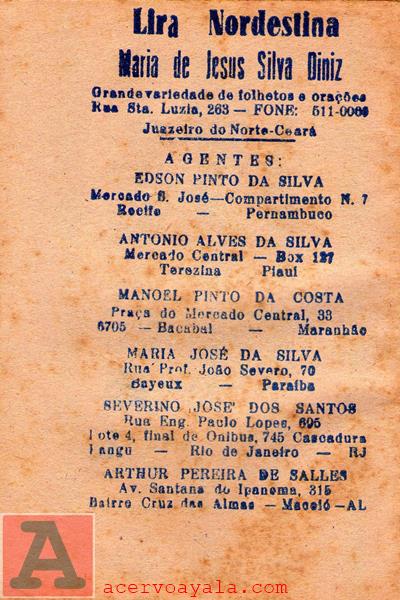 Lira Nordestina
Maria de Jesus Silva Diniz
Grande variedade de folhetos e orações
Rua Sta. Luzia, 263 — FONE: 511-0066
Juazeiro do Norte-Ceará
AGENTES:
EDSON PINTO DA SILVA
Mercado S. José—Compartimento N. 7
Recife — Pernambuco
ANTONIO ALVES DA SILVA
Mercado Central — Box 127
Terezina Piauí
MANOEL PINTO DA COSTA
Praça do Mercado Central, 33
6705 — Bacabal — Maranhão
MARIA JOSÉ DA SILVA
Rua Prof. João Severo, 70
Bayeux — Paraíba
SEVERINO JOSE' DOS SANTOS
Rua Eng. Paulo Lopes, 695
Lote 4, final de Onibus, 745 Cascadura
Bangu — Rio de Janeiro — RJ
ARTHUR PEREIRA DE SALLES
Av. Santana do Ipanema, 315
Bairro Cruz das Almas — Maceió—AL
A
acervoayala.com